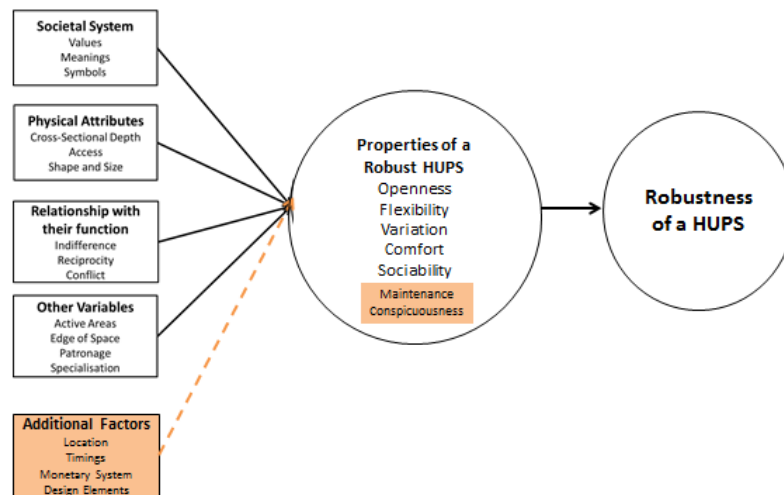 Societal System
Values
Meanings
Symbols
Physical Attributes
Cross-Sectional Depth
Access
Shape and Size
Relationship with
their function
Indifference
Reciprocity
Conflict
Other Variables
Active Areas
Edge of Space
Patronage
Specialisation
Additional Factors
Location
Timings
Monetary System
Design Elements
Properties of a
Robust HUPS
Openness
Flexibility
Variation
Comfort
Sociability
Maintenance
Conspicuousness
Robustness
of a HUPS